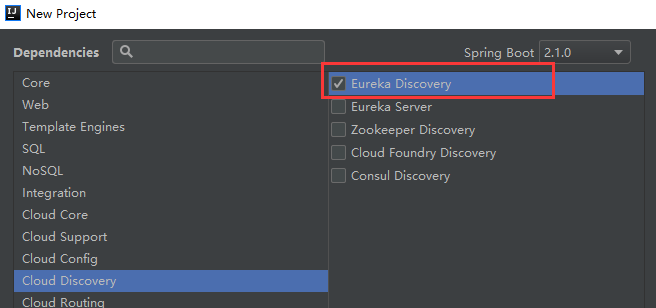 New Project
Dependencies
Spring Boot 2.1.0
Core
Web
Template Engines
SQL
NoSQL
Integration
Cloud Core
Cloud Support
Cloud Config
Cloud Discovery
Cloud Routing
Eureka Discovery
Eureka Server
Zookeeper Discovery
Cloud Foundry Discovery
Consul Discovery